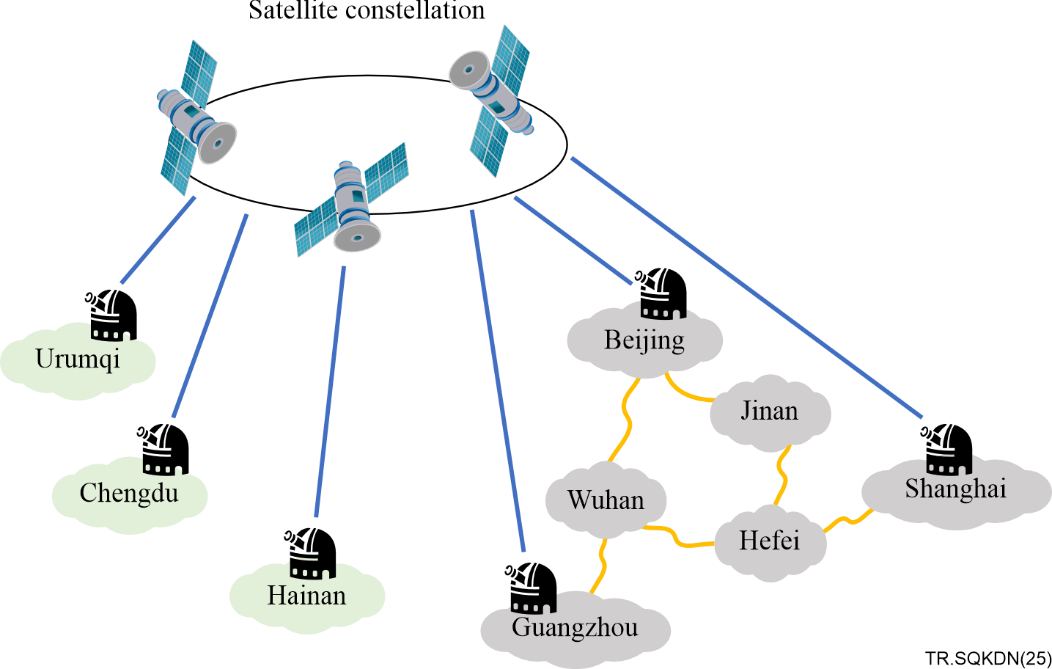 Satellite constellation
Urumqi
Beijing
Jinan
Chengdu
Wuhan
Shanghai
Hefei
Hainan
Guangzhou
TR.SQKDN(25)